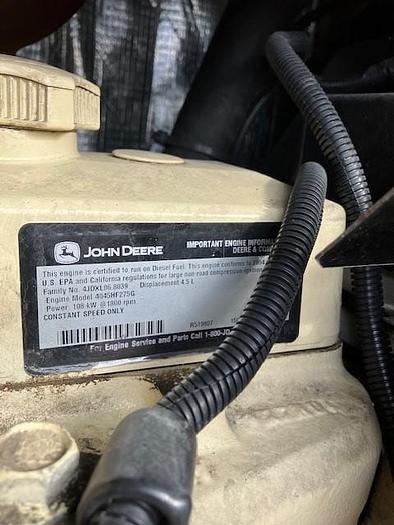 JOHN DEERE
IMPORTANT ENGINE
DEERE &
This engine is certified to run on Diesel Fuel. This engine conforms to
U.S. EPA and California regulations for large non-road compression-ignition
Family No. 4JDXL06.8039 Displacement 4.5 L
Engine Model 4045HF275G
Power: 108 kW @ 1800 rpm
CONSTANT SPEED ONLY
R519807
For Engine Service and Parts Call 1-800-JO